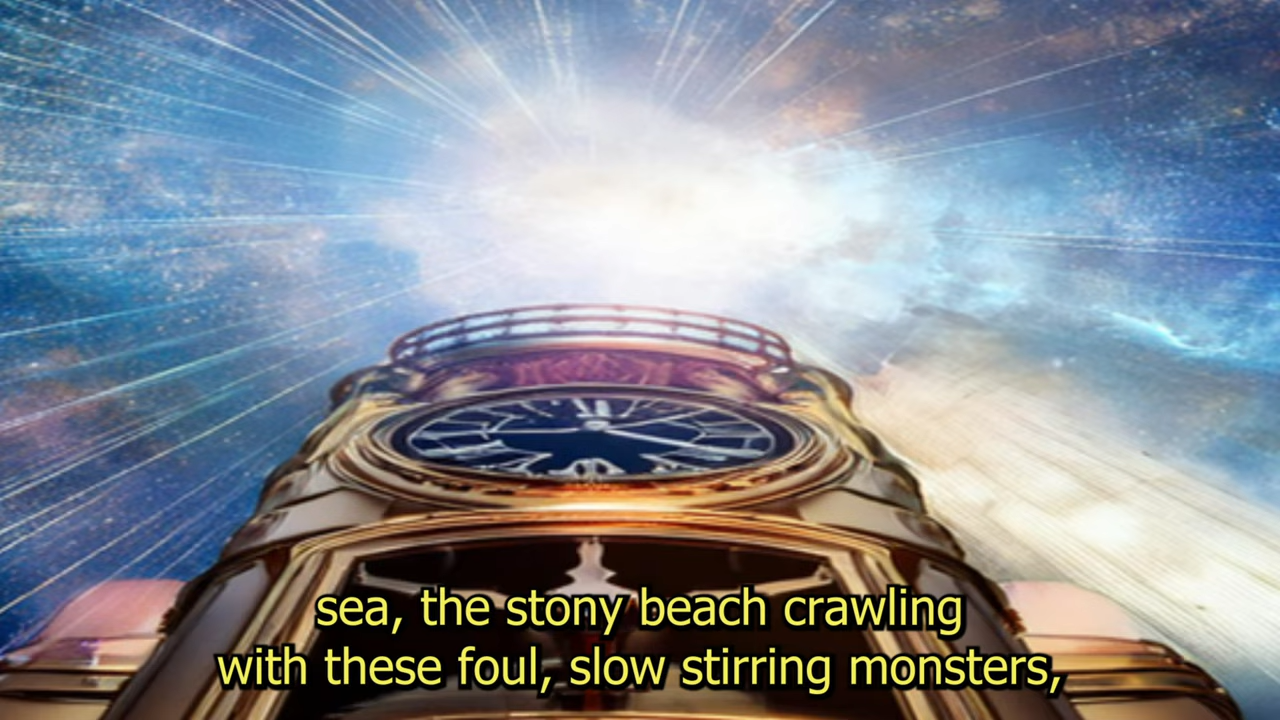 sea, the stony beach crawling
with these foul, slow stirring monsters,